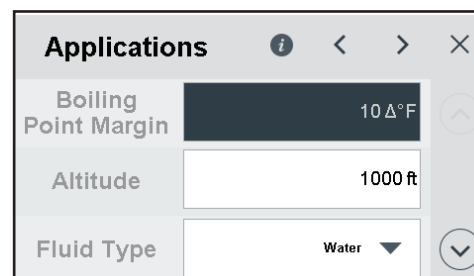 Applications
Boiling
Point Margin
10 Δ°F
Altitude
1000 ft
Fluid Type
Water